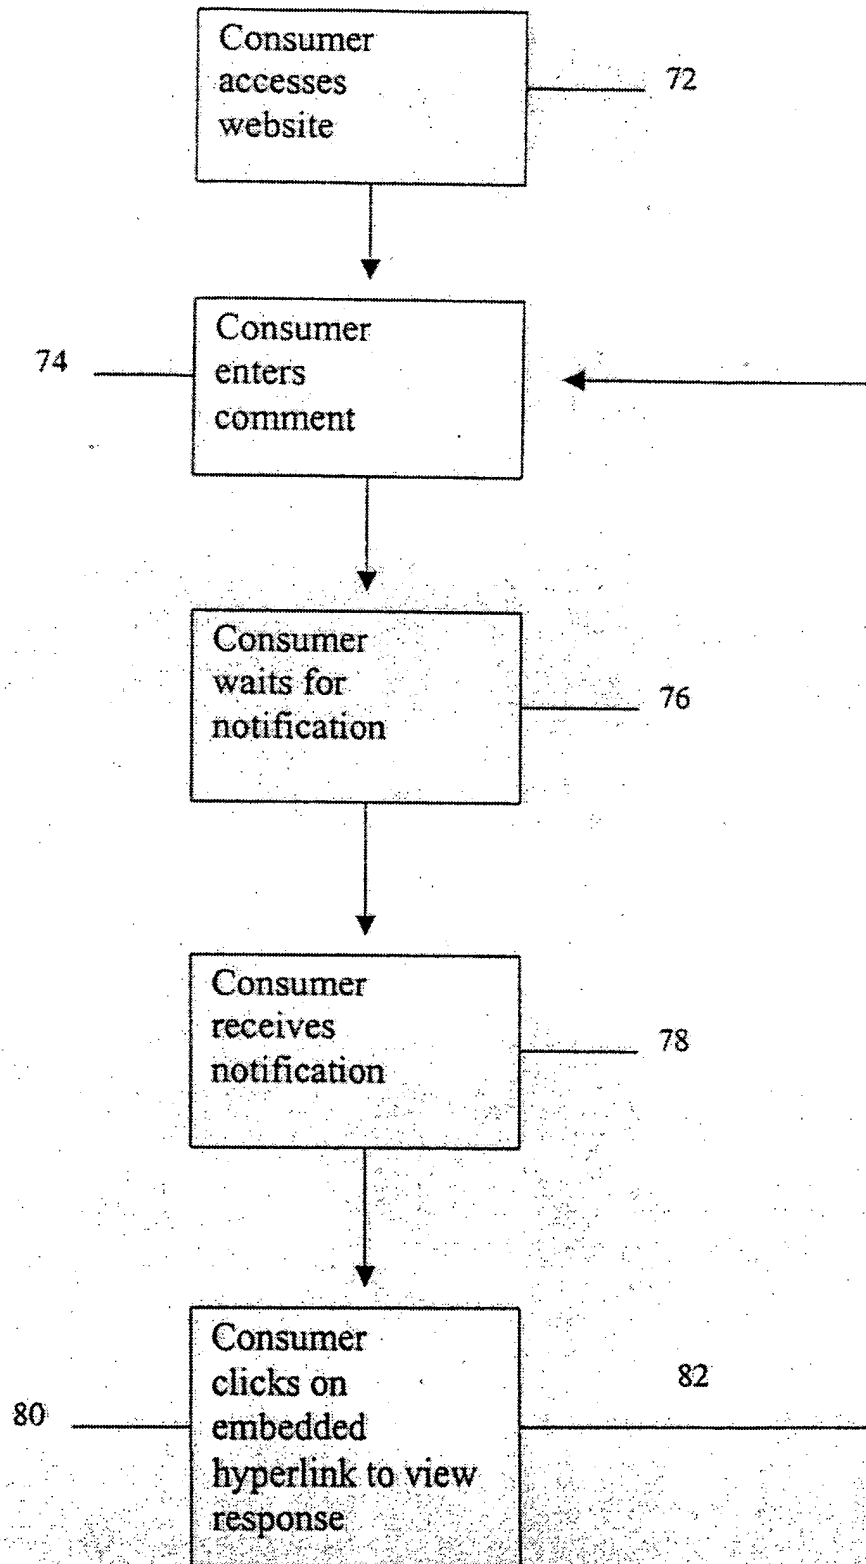 Consumer
accesses
website
72
74
Consumer
enters
comment
Consumer
waits for
notification
76
Consumer
receives
notification
78
80
Consumer
clicks on
embedded
hyperlink to view
response
82